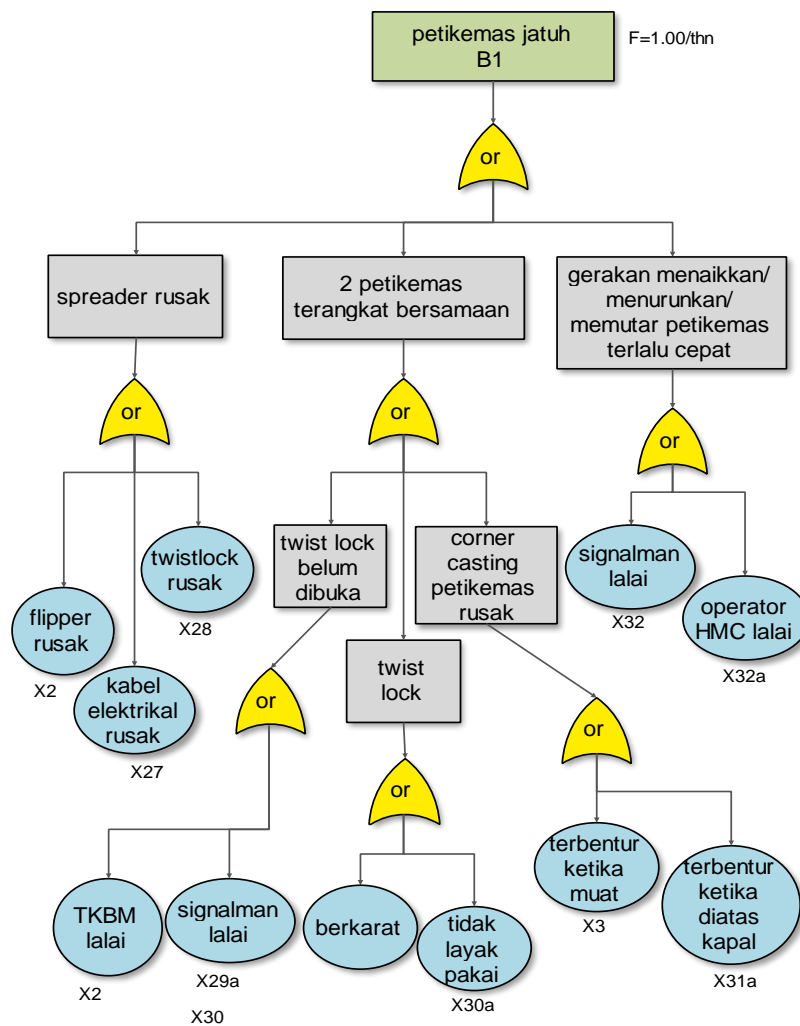 petikemas jatuh
B1
F=1.00/thn
or
spreader rusak
2 petikemas
terangkat bersamaan
gerakan menaikkan/
menurunkan/
memutar petikemas
terlalu cepat
or
or
or
flipper
rusak
X2
kabel
elektrikal
rusak
X27
twistlock
rusak
X28
twist lock
belum
dibuka
twist
lock
corner
casting
petikemas
rusak
signalman
lalai
X32
operator
HMC lalai
X32a
or
or
or
TKBM
lalai
X2
signalman
lalai
X29a
X30
berkarat
tidak
layak
pakai
X30a
terbentur
ketika
muat
X3
terbentur
ketika
diatas
kapal
X31a